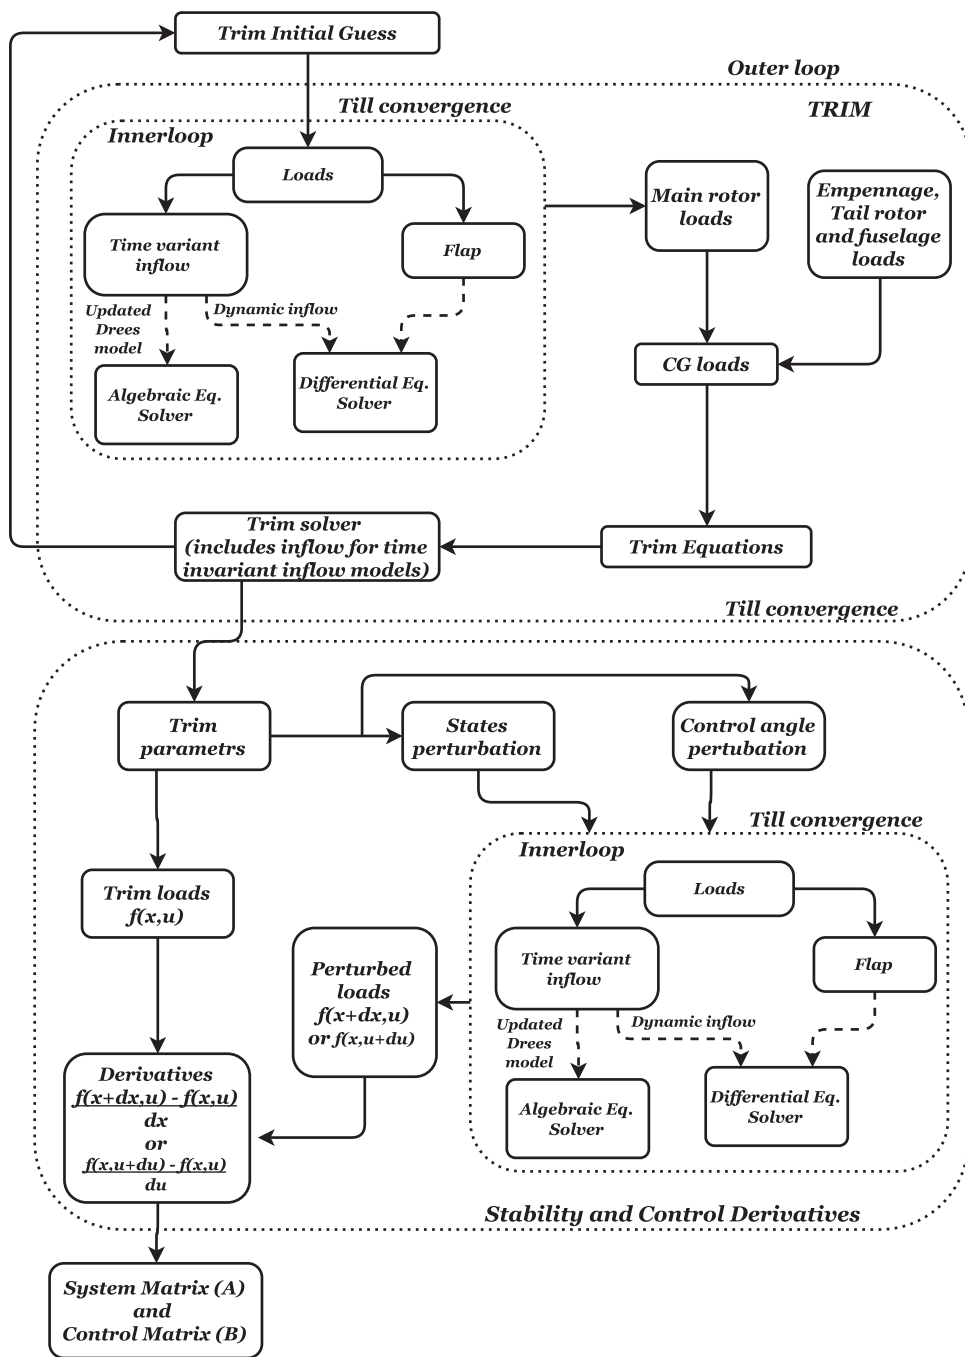 Trim Initial Guess
Outer loop
TRIM
Till convergence
Innerloop
Loads
Time variant
inflow
Flap
Updated
Drees
model
Dynamic inflow
Algebraic Eq.
Solver
Differential Eq.
Solver
Main rotor
loads
Empennage,
Tail rotor
and fuselage
loads
CG loads
Trim Equations
Trim solver
(includes inflow for time
invariant inflow models)
Till convergence
Trim
parametrs
States
perturbation
Control angle
pertubation
Till convergence
Innerloop
Loads
Time variant
inflow
Flap
Updated
Drees
model
Dynamic inflow
Algebraic Eq.
Solver
Differential Eq.
Solver
Trim loads
f(x,u)
Perturbed
loads
f(x+dx,u)
or f(x,u+du)
Derivatives
f(x+dx,u) - f(x,u)
dx
or
f(x,u+du) - f(x,u)
du
Stability and Control Derivatives
System Matrix (A)
and
Control Matrix (B)